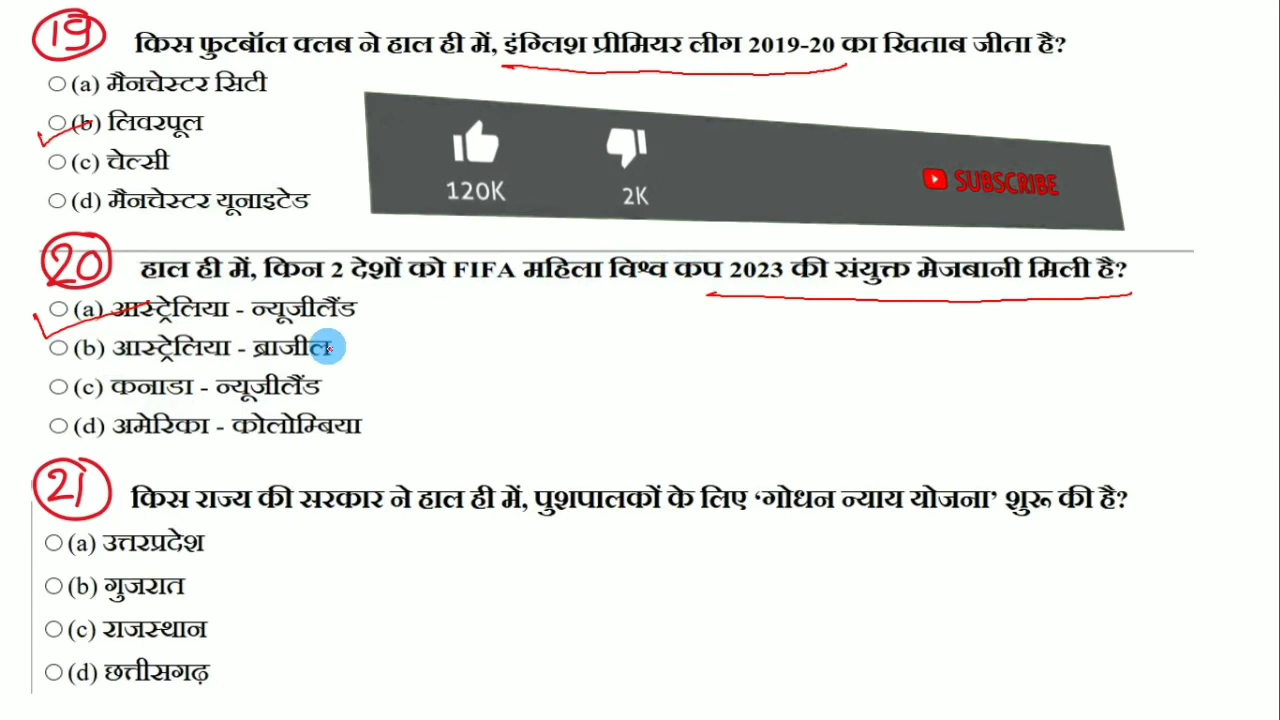 19 किस फुटबॉल क्लब ने हाल ही में, इंग्लिश प्रीमियर लीग 2019-20 का खिताब जीता है?
(a) मैनचेस्टर सिटी
(b) लिवरपूल
(c) चेल्सी
(d) मैनचेस्टर यूनाइटेड
120K 2K SUBSCRIBE
20 हाल ही में, किन 2 देशों को FIFA महिला विश्व कप 2023 की संयुक्त मेजबानी मिली है?
(a) आस्ट्रेलिया - न्यूजीलैंड
(b) आस्ट्रेलिया - ब्राजील
(c) कनाडा - न्यूजीलैंड
(d) अमेरिका - कोलोम्बिया
21 किस राज्य की सरकार ने हाल ही में, पुशपालकों के लिए ‘गोधन न्याय योजना’ शुरू की है?
(a) उत्तरप्रदेश
(b) गुजरात
(c) राजस्थान
(d) छत्तीसगढ़